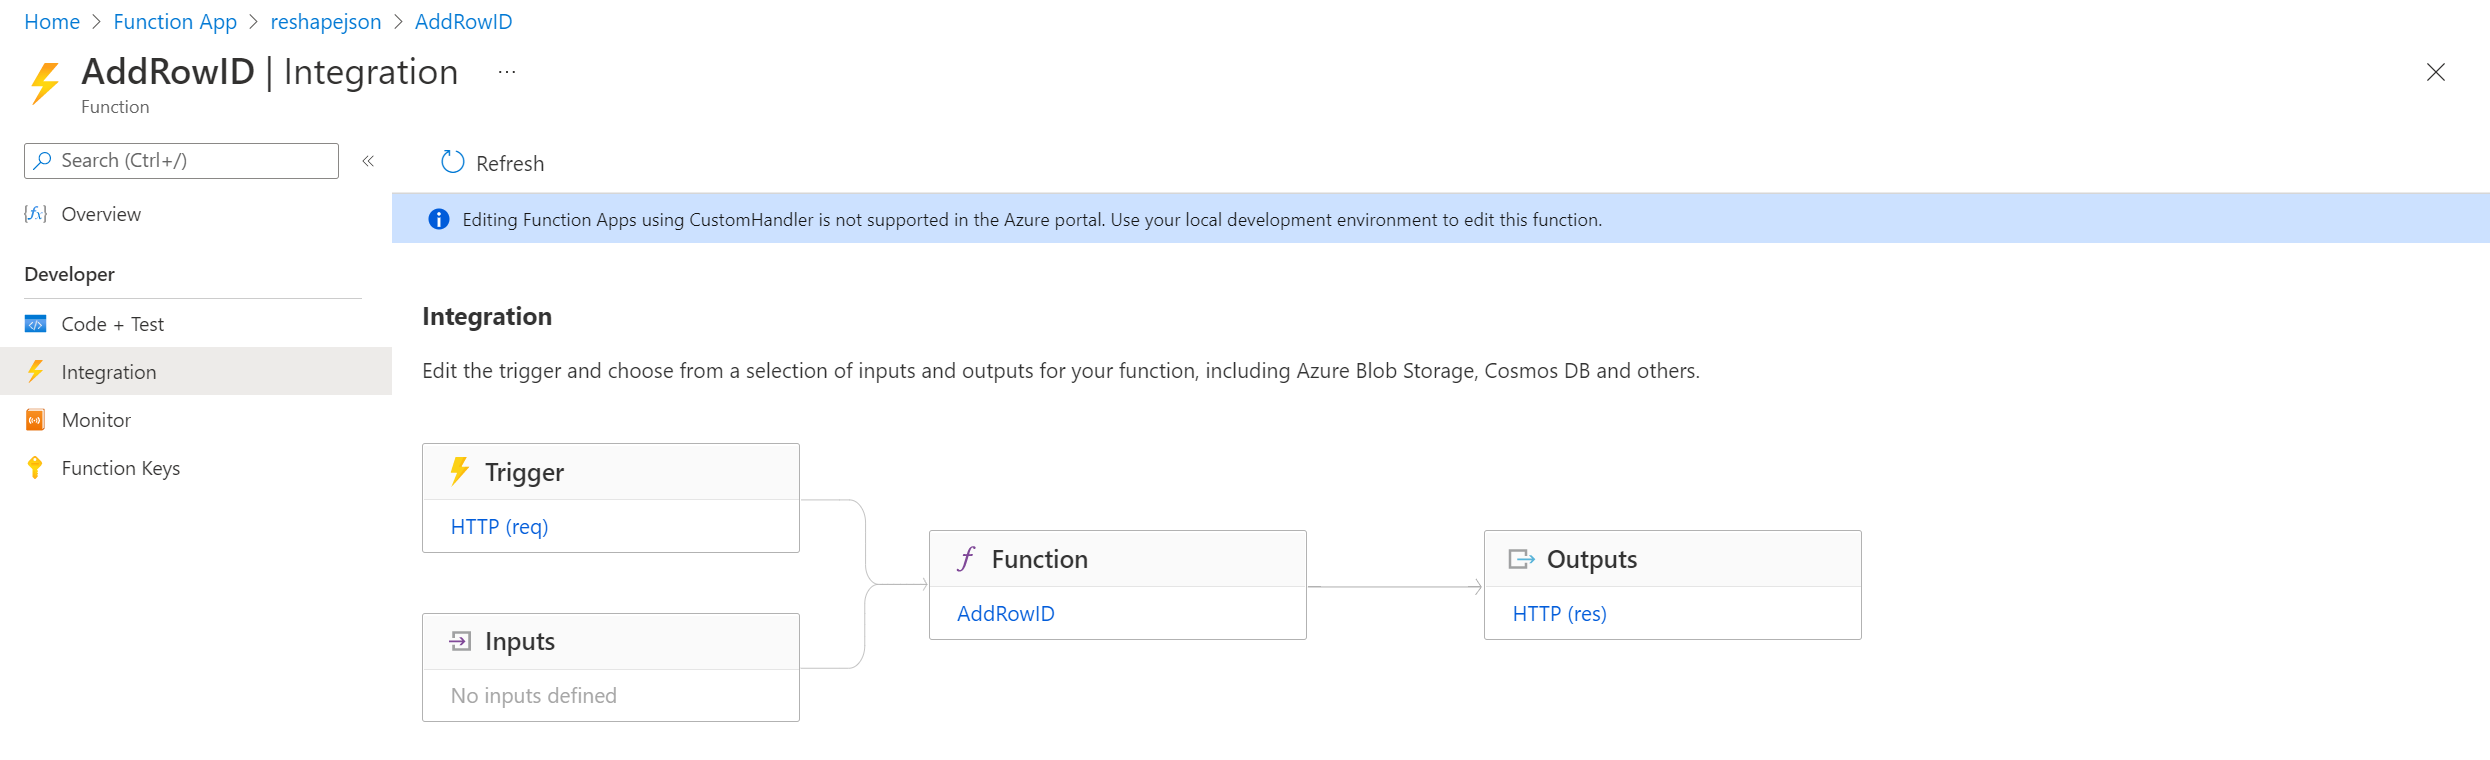 Home > Function App > reshapejson > AddRowID
AddRowID | Integration ...
Function
Search (Ctrl+/) «
Refresh
Overview
Editing Function Apps using CustomHandler is not supported in the Azure portal. Use your local development environment to edit this function.
Developer
Code + Test
Integration
Monitor
Function Keys
Integration
Edit the trigger and choose from a selection of inputs and outputs for your function, including Azure Blob Storage, Cosmos DB and others.
Trigger
HTTP (req)
Inputs
No inputs defined
Function
AddRowID
Outputs
HTTP (res)